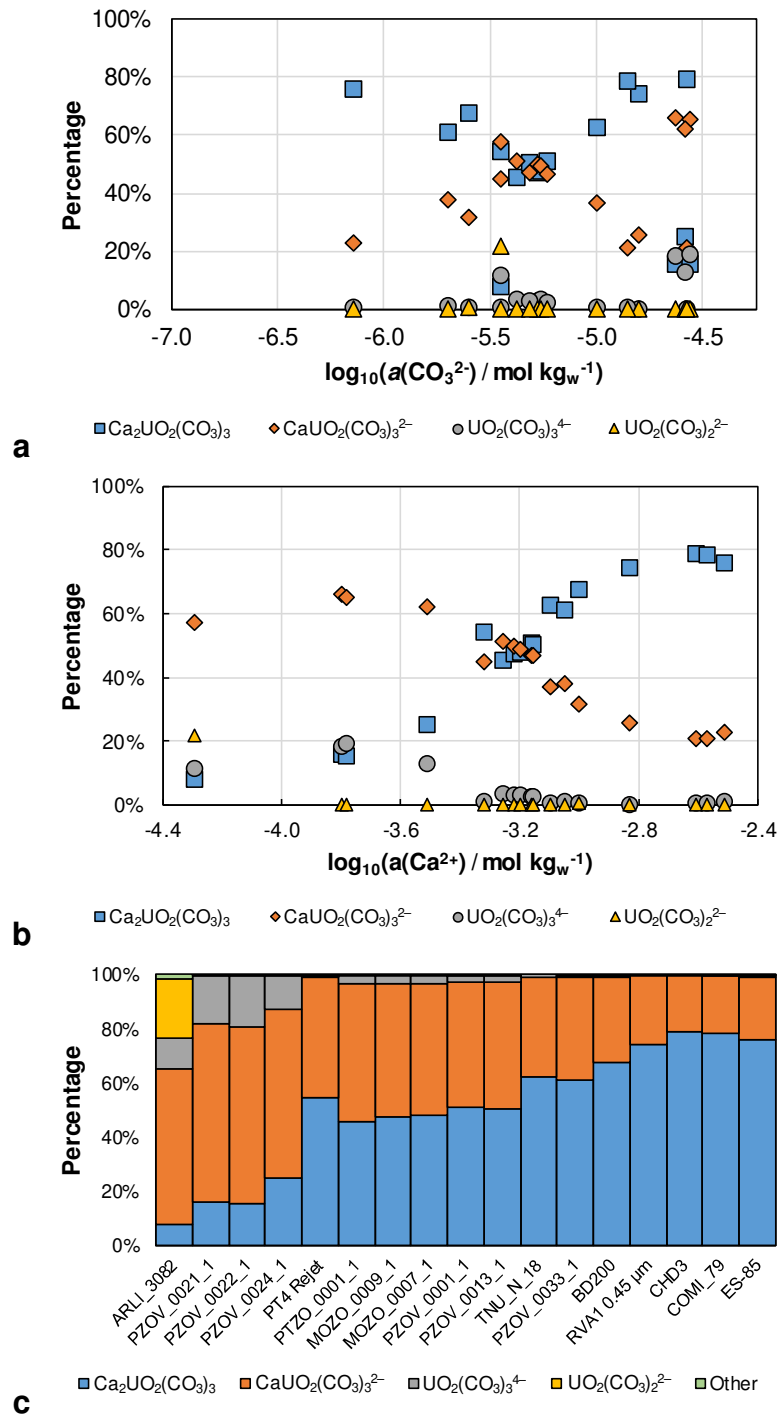 100%
80%
60%
40%
20%
0%
Percentage
-7.0 -6.5 -6.0 -5.5 -5.0 -4.5
log₁₀(a(CO₃²⁻) / mol kg_w⁻¹)
Ca₂UO₂(CO₃)₃ CaUO₂(CO₃)₃²⁻ UO₂(CO₃)₃⁴⁻ UO₂(CO₃)₂²⁻
a
100%
80%
60%
40%
20%
0%
Percentage
-4.4 -4.0 -3.6 -3.2 -2.8 -2.4
log₁₀(a(Ca²⁺) / mol kg_w⁻¹)
Ca₂UO₂(CO₃)₃ CaUO₂(CO₃)₃²⁻ UO₂(CO₃)₃⁴⁻ UO₂(CO₃)₂²⁻
b
100%
80%
60%
40%
20%
0%
Percentage
ARLI_3082
PZOV_0021_1
PZOV_0022_1
PZOV_0024_1
PT4 Rejet
PTZO_0001_1
MOZO_0009_1
MOZO_0007_1
PZOV_0001_1
PZOV_0013_1
TNU_N_18
PZOV_0033_1
BD200
RVA1 0.45 µm
CHD3
COMI_79
ES-85
Ca₂UO₂(CO₃)₃ CaUO₂(CO₃)₃²⁻ UO₂(CO₃)₃⁴⁻ UO₂(CO₃)₂²⁻ Other
c